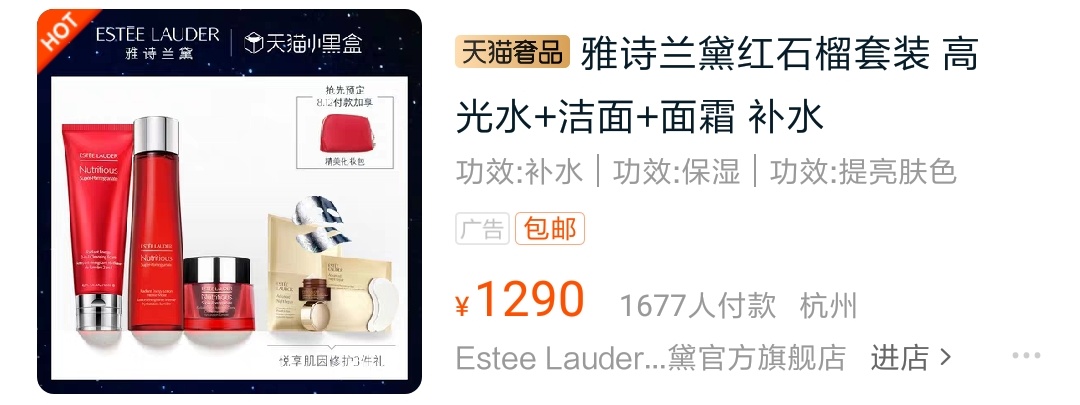 HOT
ESTĒE LAUDER
雅诗兰黛
天猫小黑盒
抢先预定
8.12付款加享
精美化妆包
ESTĒE LAUDER
Nutritious
Super-Pomegranate
ESTĒE LAUDER
Nutritious
Super-Pomegranate
ESTĒE LAUDER
Nutritious
悦享肌因修护3件礼
天猫奢品 雅诗兰黛红石榴套装 高
光水+洁面+面霜 补水
功效:补水│功效:保湿│功效:提亮肤色
广告 包邮
¥1290 1677人付款 杭州
Estee Lauder...黛官方旗舰店 进店 >
...